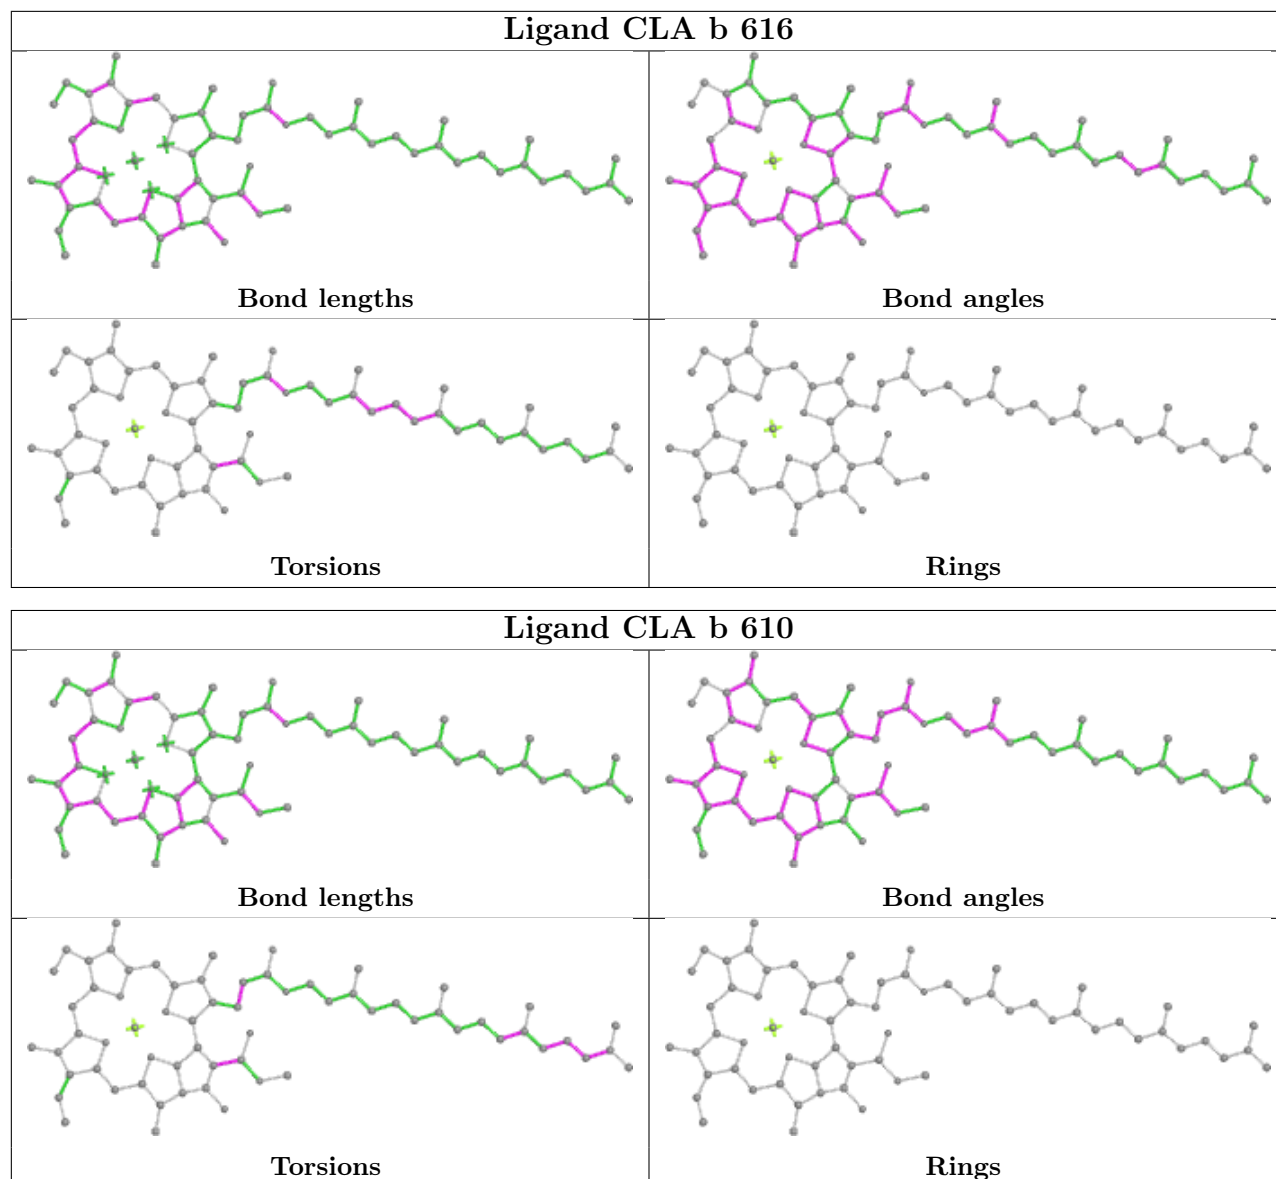 Ligand CLA b 616
Bond lengths
Bond angles
Torsions
Rings
Ligand CLA b 610
Bond lengths
Bond angles
Torsions
Rings